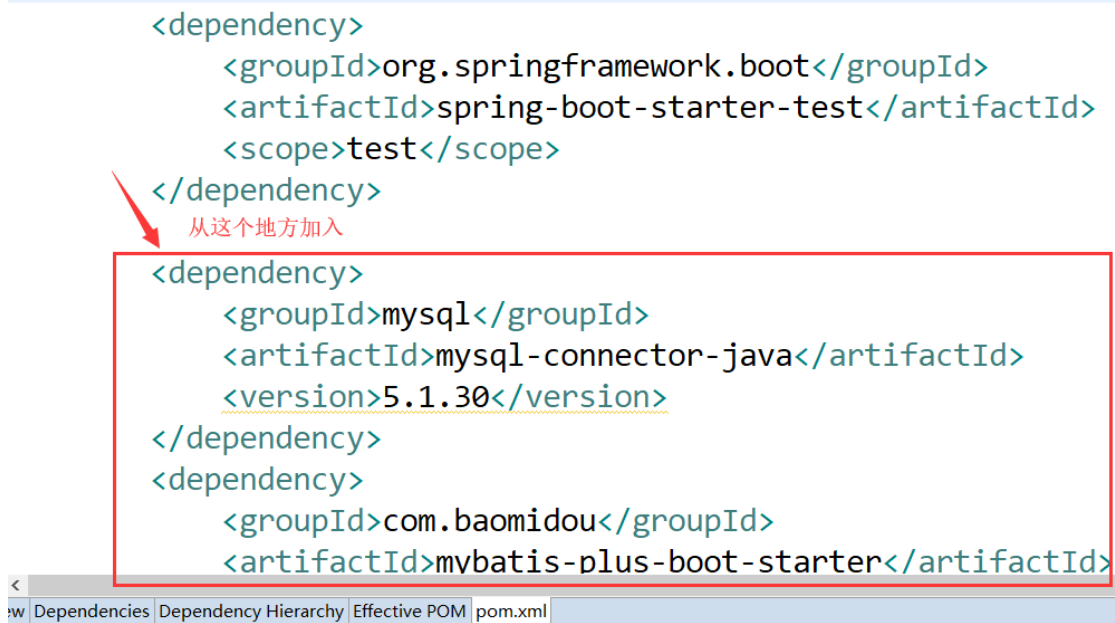 <dependency>
<groupId>org.springframework.boot</groupId>
<artifactId>spring-boot-starter-test</artifactId>
<scope>test</scope>
</dependency>
从这个地方加入
<dependency>
<groupId>mysql</groupId>
<artifactId>mysql-connector-java</artifactId>
<version>5.1.30</version>
</dependency>
<dependency>
<groupId>com.baomidou</groupId>
<artifactId>mybatis-plus-boot-starter</artifactId>
ew Dependencies Dependency Hierarchy Effective POM pom.xml